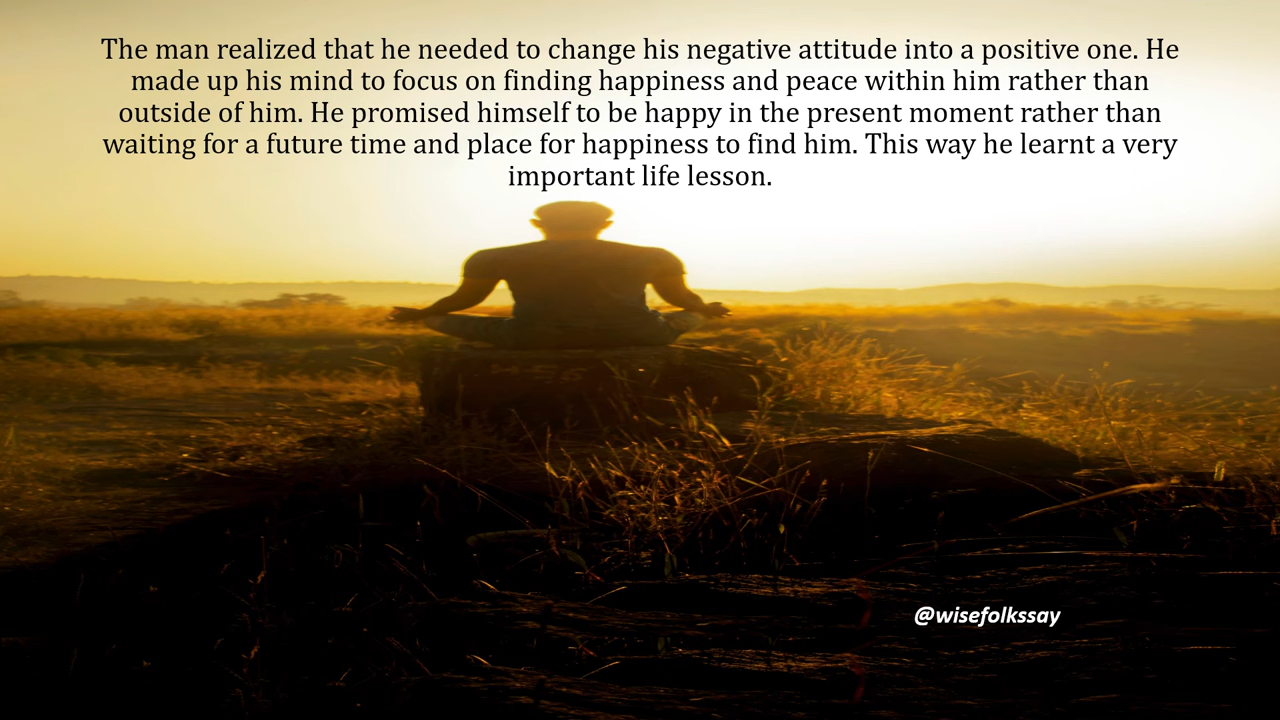 The man realized that he needed to change his negative attitude into a positive one. He
made up his mind to focus on finding happiness and peace within him rather than
outside of him. He promised himself to be happy in the present moment rather than
waiting for a future time and place for happiness to find him. This way he learnt a very
important life lesson.
@wisefolkssay